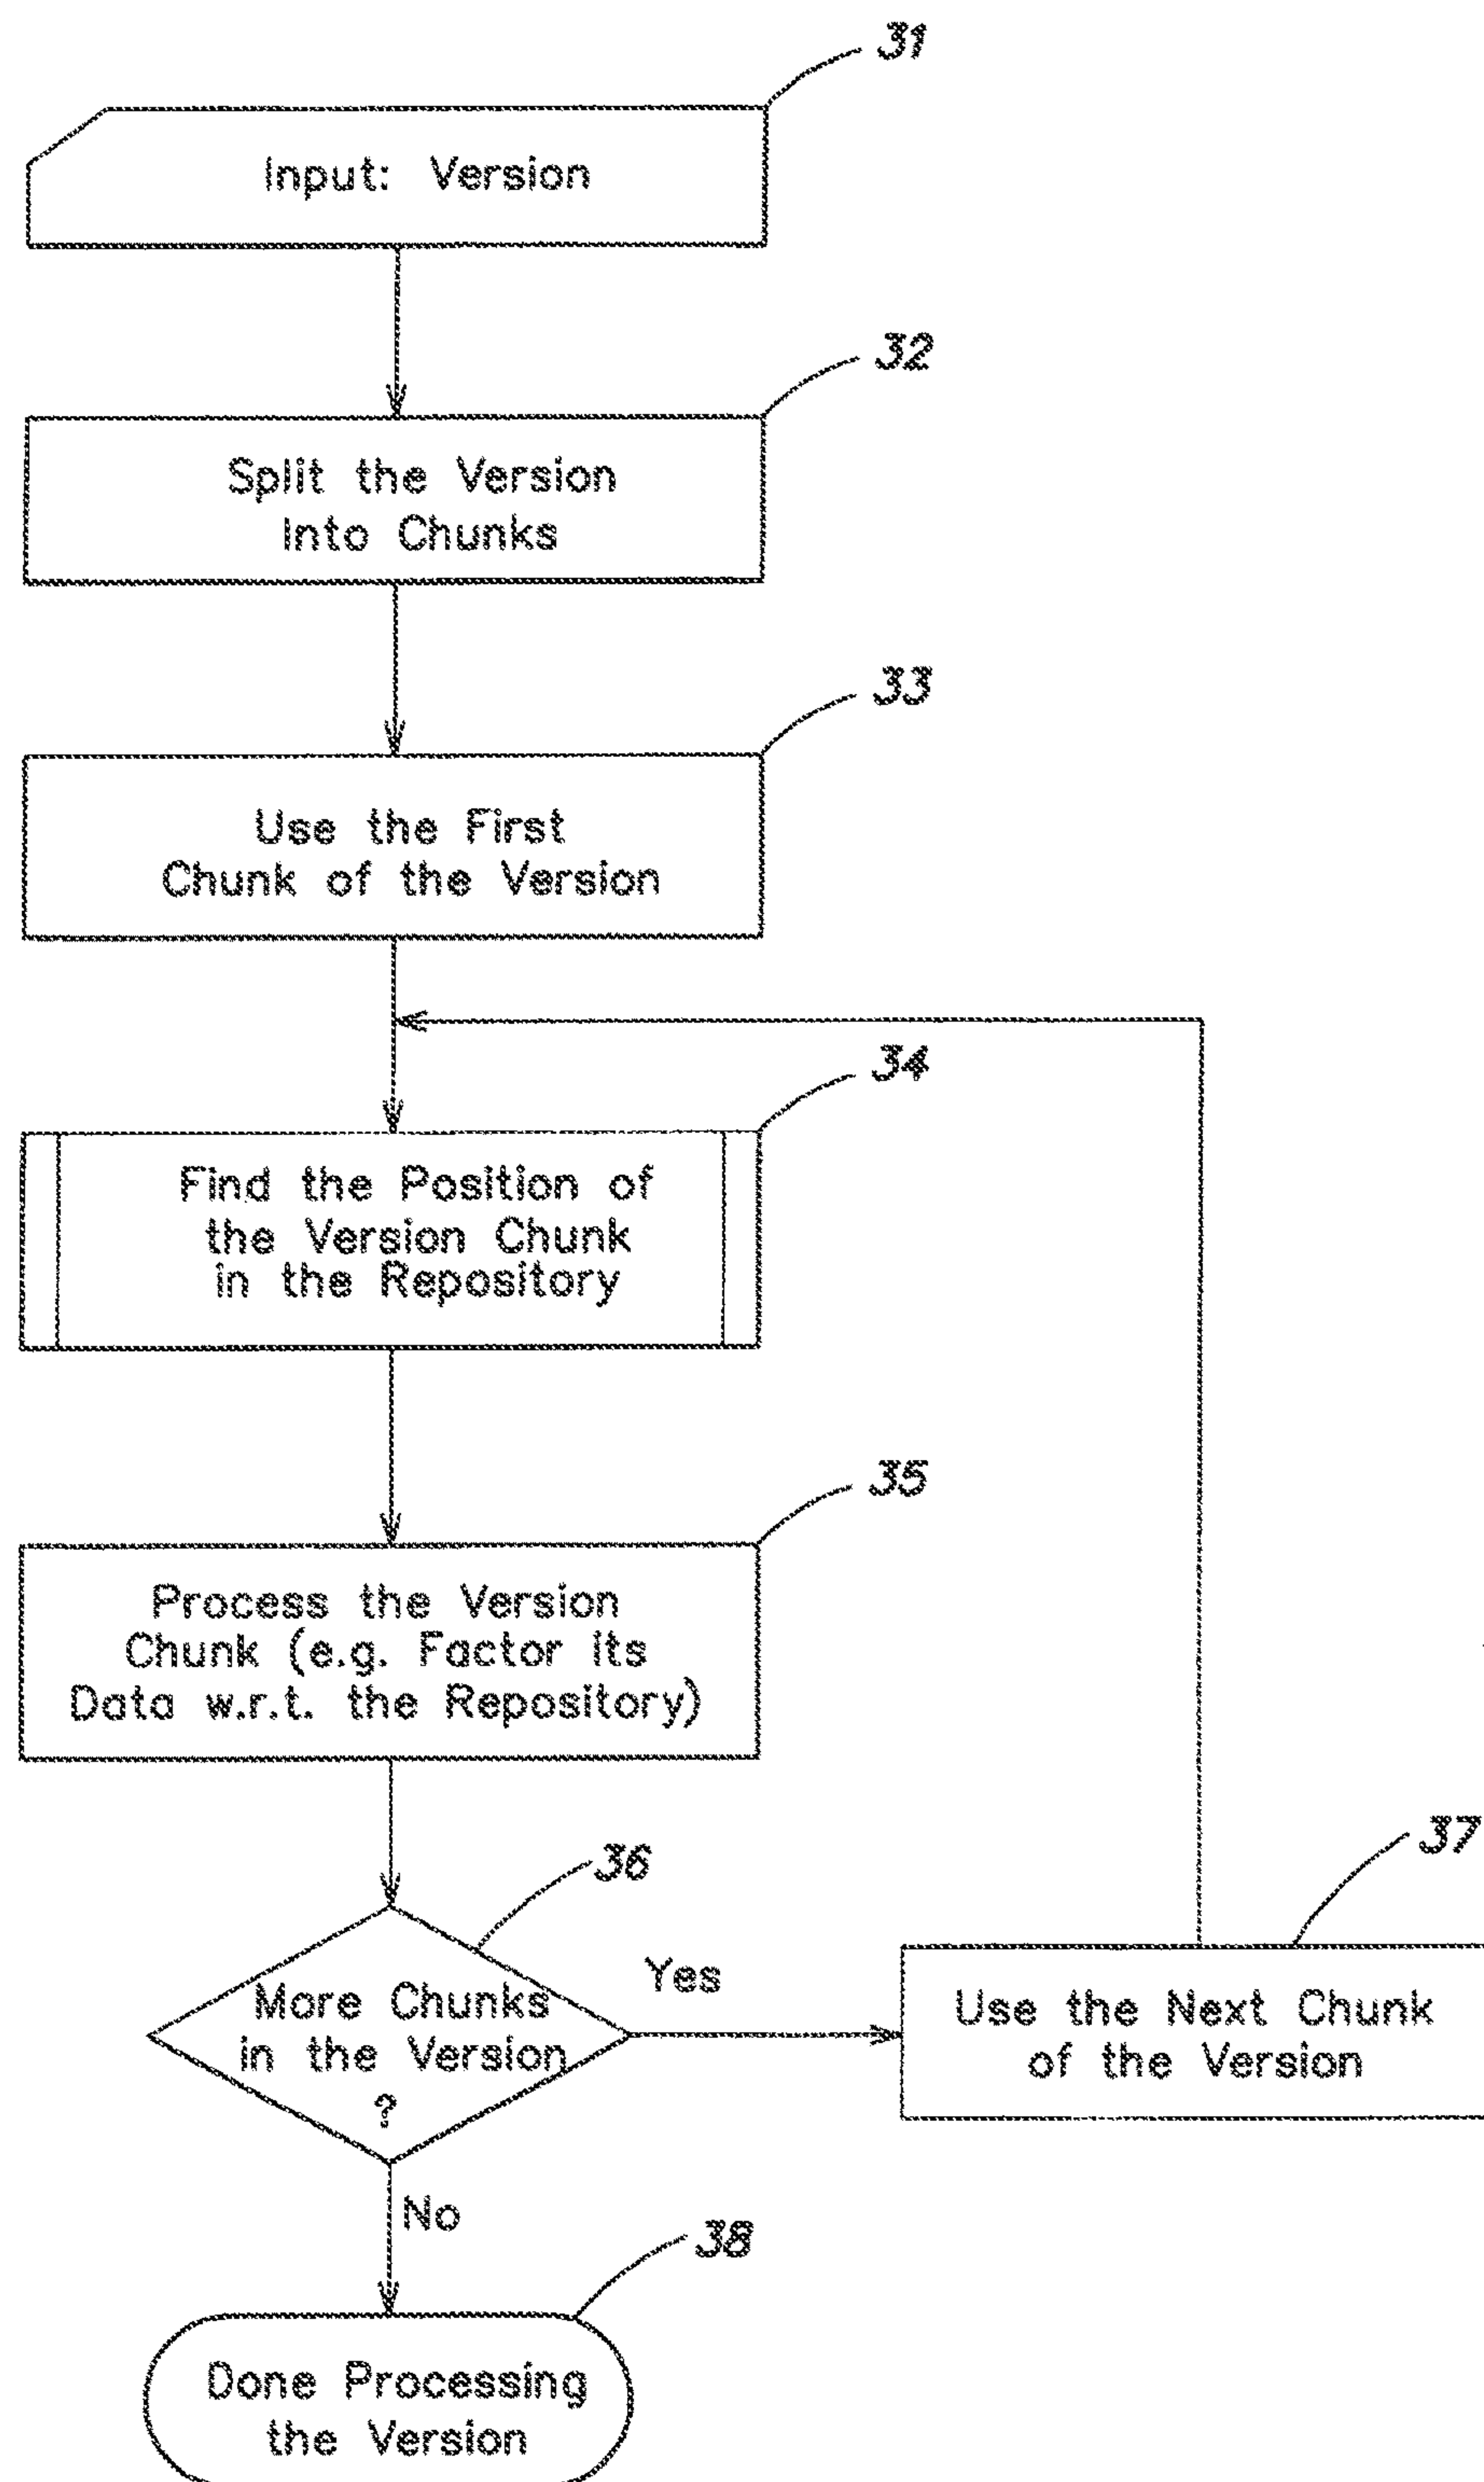 31
Input: Version
32
Split the Version
Into Chunks
33
Use the First
Chunk of the Version
34
Find the Position of
the Version Chunk
in the Repository
35
Process the Version
Chunk (e.g. Factor Its
Data w.r.t. the Repository)
36
More Chunks
in the Version
?
Yes
37
Use the Next Chunk
of the Version
No
38
Done Processing
the Version